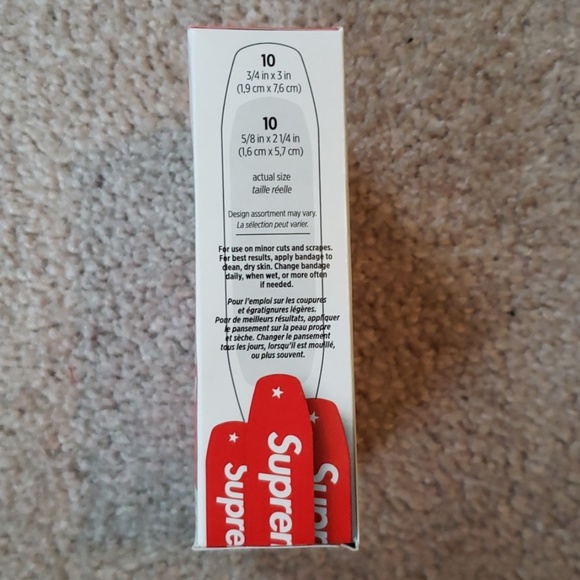 10
3/4 in x 3 in
(1,9 cm x 7,6 cm)
10
5/8 in x 2 1/4 in
(1,6 cm x 5,7 cm)
actual size
taille réelle
Design assortment may vary.
La sélection peut varier.
For use on minor cuts and scrapes.
For best results, apply bandage to
clean, dry skin. Change bandage
daily, when wet, or more often
if needed.
Pour l'emploi sur les coupures
et égratignures légères.
Pour de meilleurs résultats, appliquer
le pansement sur la peau propre
et sèche. Changer le pansement
tous les jours, lorsqu'il est mouillé,
ou plus souvent.
Supre
Suprem
Supr